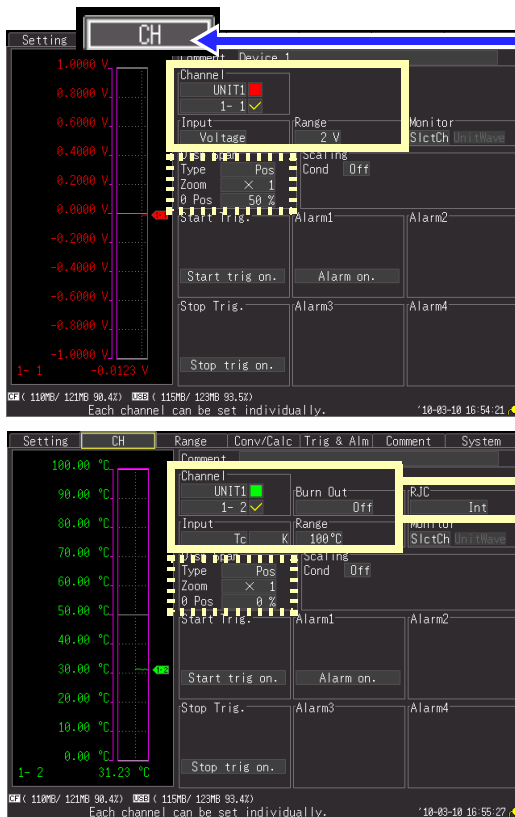 Setting CH
Comment Device 1
1.0000 V
Channel
UNIT1
0.8000 V
1- 1
0.6000 V
Input Range Monitor
Voltage 2 V SlctCh UnitWave
0.4000 V
Disp Span Scaling
Type Pos Cond Off
Zoom × 1
0.2000 V
0 Pos 50 %
0.0000 V
1-1
Start Trig. Alarm1 Alarm2
-0.2000 V
-0.4000 V
Start trig on. Alarm on.
-0.6000 V
Stop Trig. Alarm3 Alarm4
-0.8000 V
-1.0000 V
Stop trig on.
1- 1 -0.0123 V
CF ( 110MB/ 121MB 90.4%) USB ( 115MB/ 123MB 93.5%)
Each channel can be set individually. '10-03-10 16:54:21
Setting CH Range Conv/Calc Trig & Alm Comment System
Comment
100.00 °C
Channel
UNIT1 Burn Out RJC
90.00 °C
1- 2 Off Int
80.00 °C
Input Range Monitor
Tc K 100°C SlctCh UnitWave
70.00 °C
Disp Span Scaling
Type Pos Cond Off
60.00 °C
Zoom × 1
0 Pos 0 %
50.00 °C
Start Trig. Alarm1 Alarm2
40.00 °C
30.00 °C
1-2
Start trig on. Alarm on.
20.00 °C
Stop Trig. Alarm3 Alarm4
10.00 °C
0.00 °C
Stop trig on.
1- 2 31.23 °C
CF ( 110MB/ 121MB 90.4%) USB ( 115MB/ 123MB 93.4%)
Each channel can be set individually. '10-03-10 16:55:27